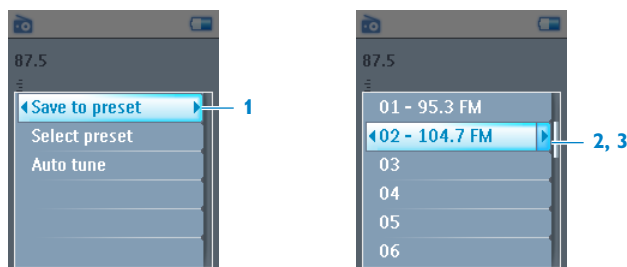 87.5
Save to preset
1
Select preset
Auto tune
87.5
01 - 95.3 FM
02 - 104.7 FM
2, 3
03
04
05
06